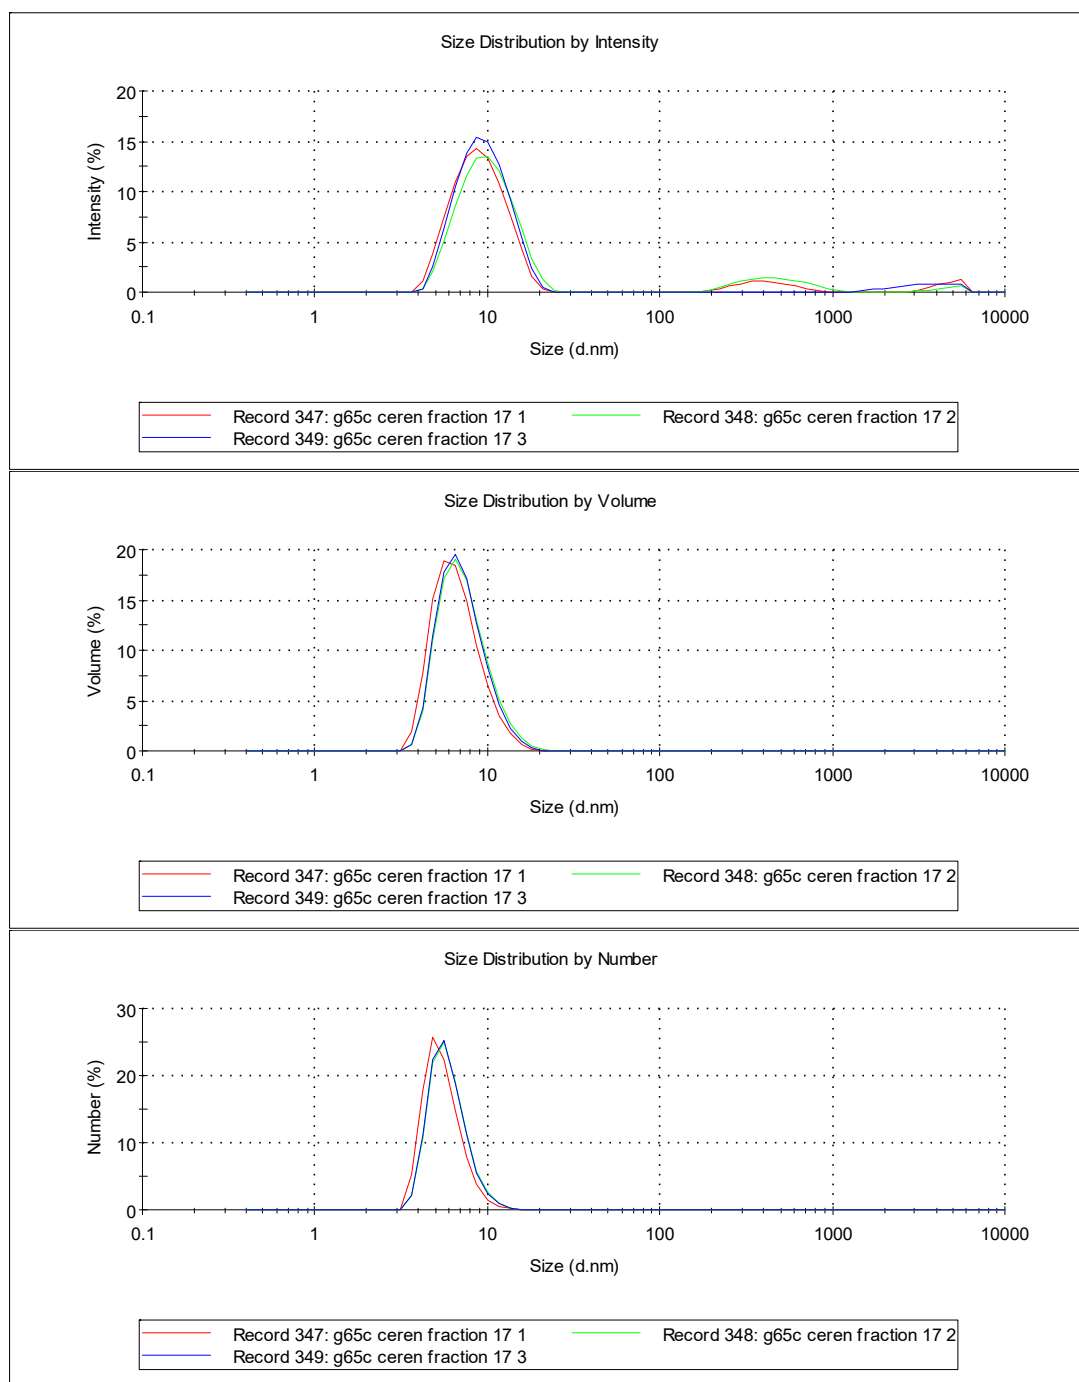 Size Distribution by Intensity
20
15
10
5
0
Intensity (%)
0.1 1 10 100 1000 10000
Size (d.nm)
Record 347: g65c ceren fraction 17 1 Record 348: g65c ceren fraction 17 2
Record 349: g65c ceren fraction 17 3
Size Distribution by Volume
20
15
10
5
0
Volume (%)
0.1 1 10 100 1000 10000
Size (d.nm)
Record 347: g65c ceren fraction 17 1 Record 348: g65c ceren fraction 17 2
Record 349: g65c ceren fraction 17 3
Size Distribution by Number
30
20
10
0
Number (%)
0.1 1 10 100 1000 10000
Size (d.nm)
Record 347: g65c ceren fraction 17 1 Record 348: g65c ceren fraction 17 2
Record 349: g65c ceren fraction 17 3